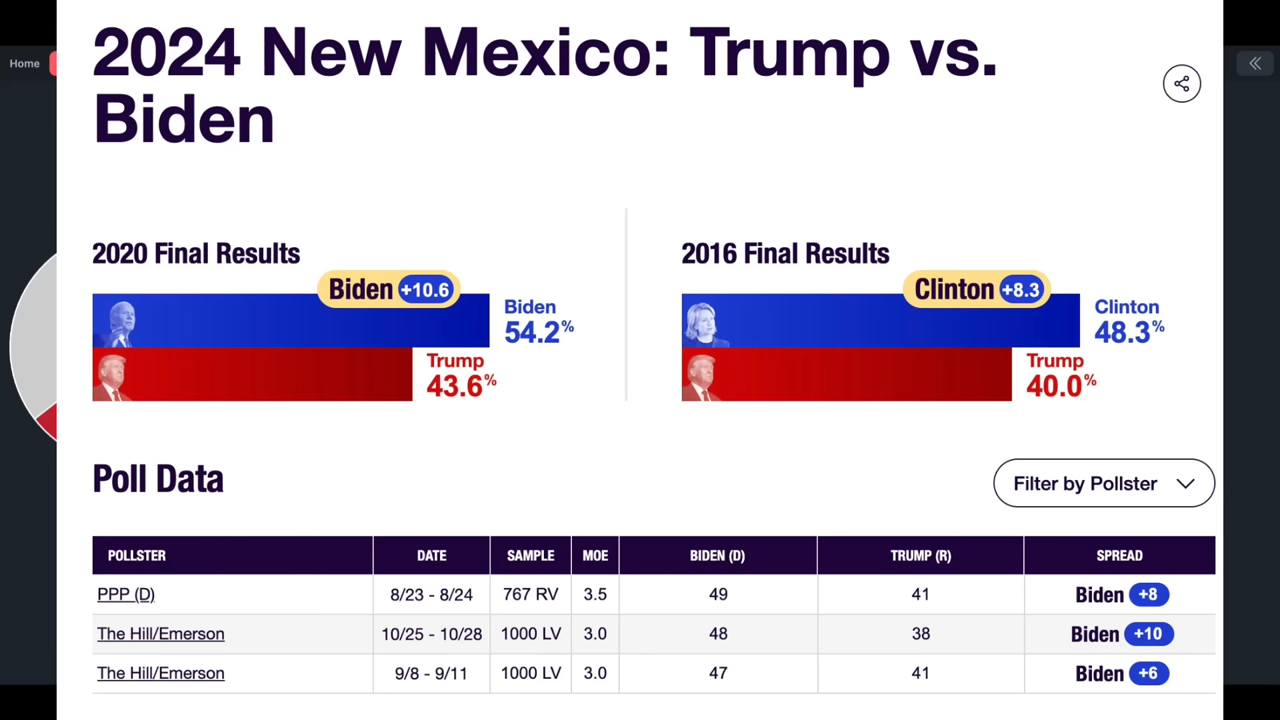 Home
2024 New Mexico: Trump vs.
Biden
2020 Final Results
Biden +10.6
Biden
54.2%
Trump
43.6%
2016 Final Results
Clinton +8.3
Clinton
48.3%
Trump
40.0%
Poll Data
Filter by Pollster
POLLSTER DATE SAMPLE MOE BIDEN (D) TRUMP (R) SPREAD
PPP (D) 8/23 - 8/24 767 RV 3.5 49 41 Biden +8
The Hill/Emerson 10/25 - 10/28 1000 LV 3.0 48 38 Biden +10
The Hill/Emerson 9/8 - 9/11 1000 LV 3.0 47 41 Biden +6